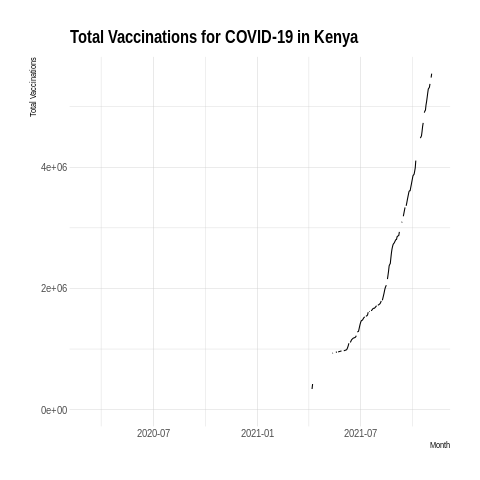 Total Vaccinations for COVID-19 in Kenya
Total Vaccinations
4e+06
2e+06
0e+00
2020-07 2021-01 2021-07
Month